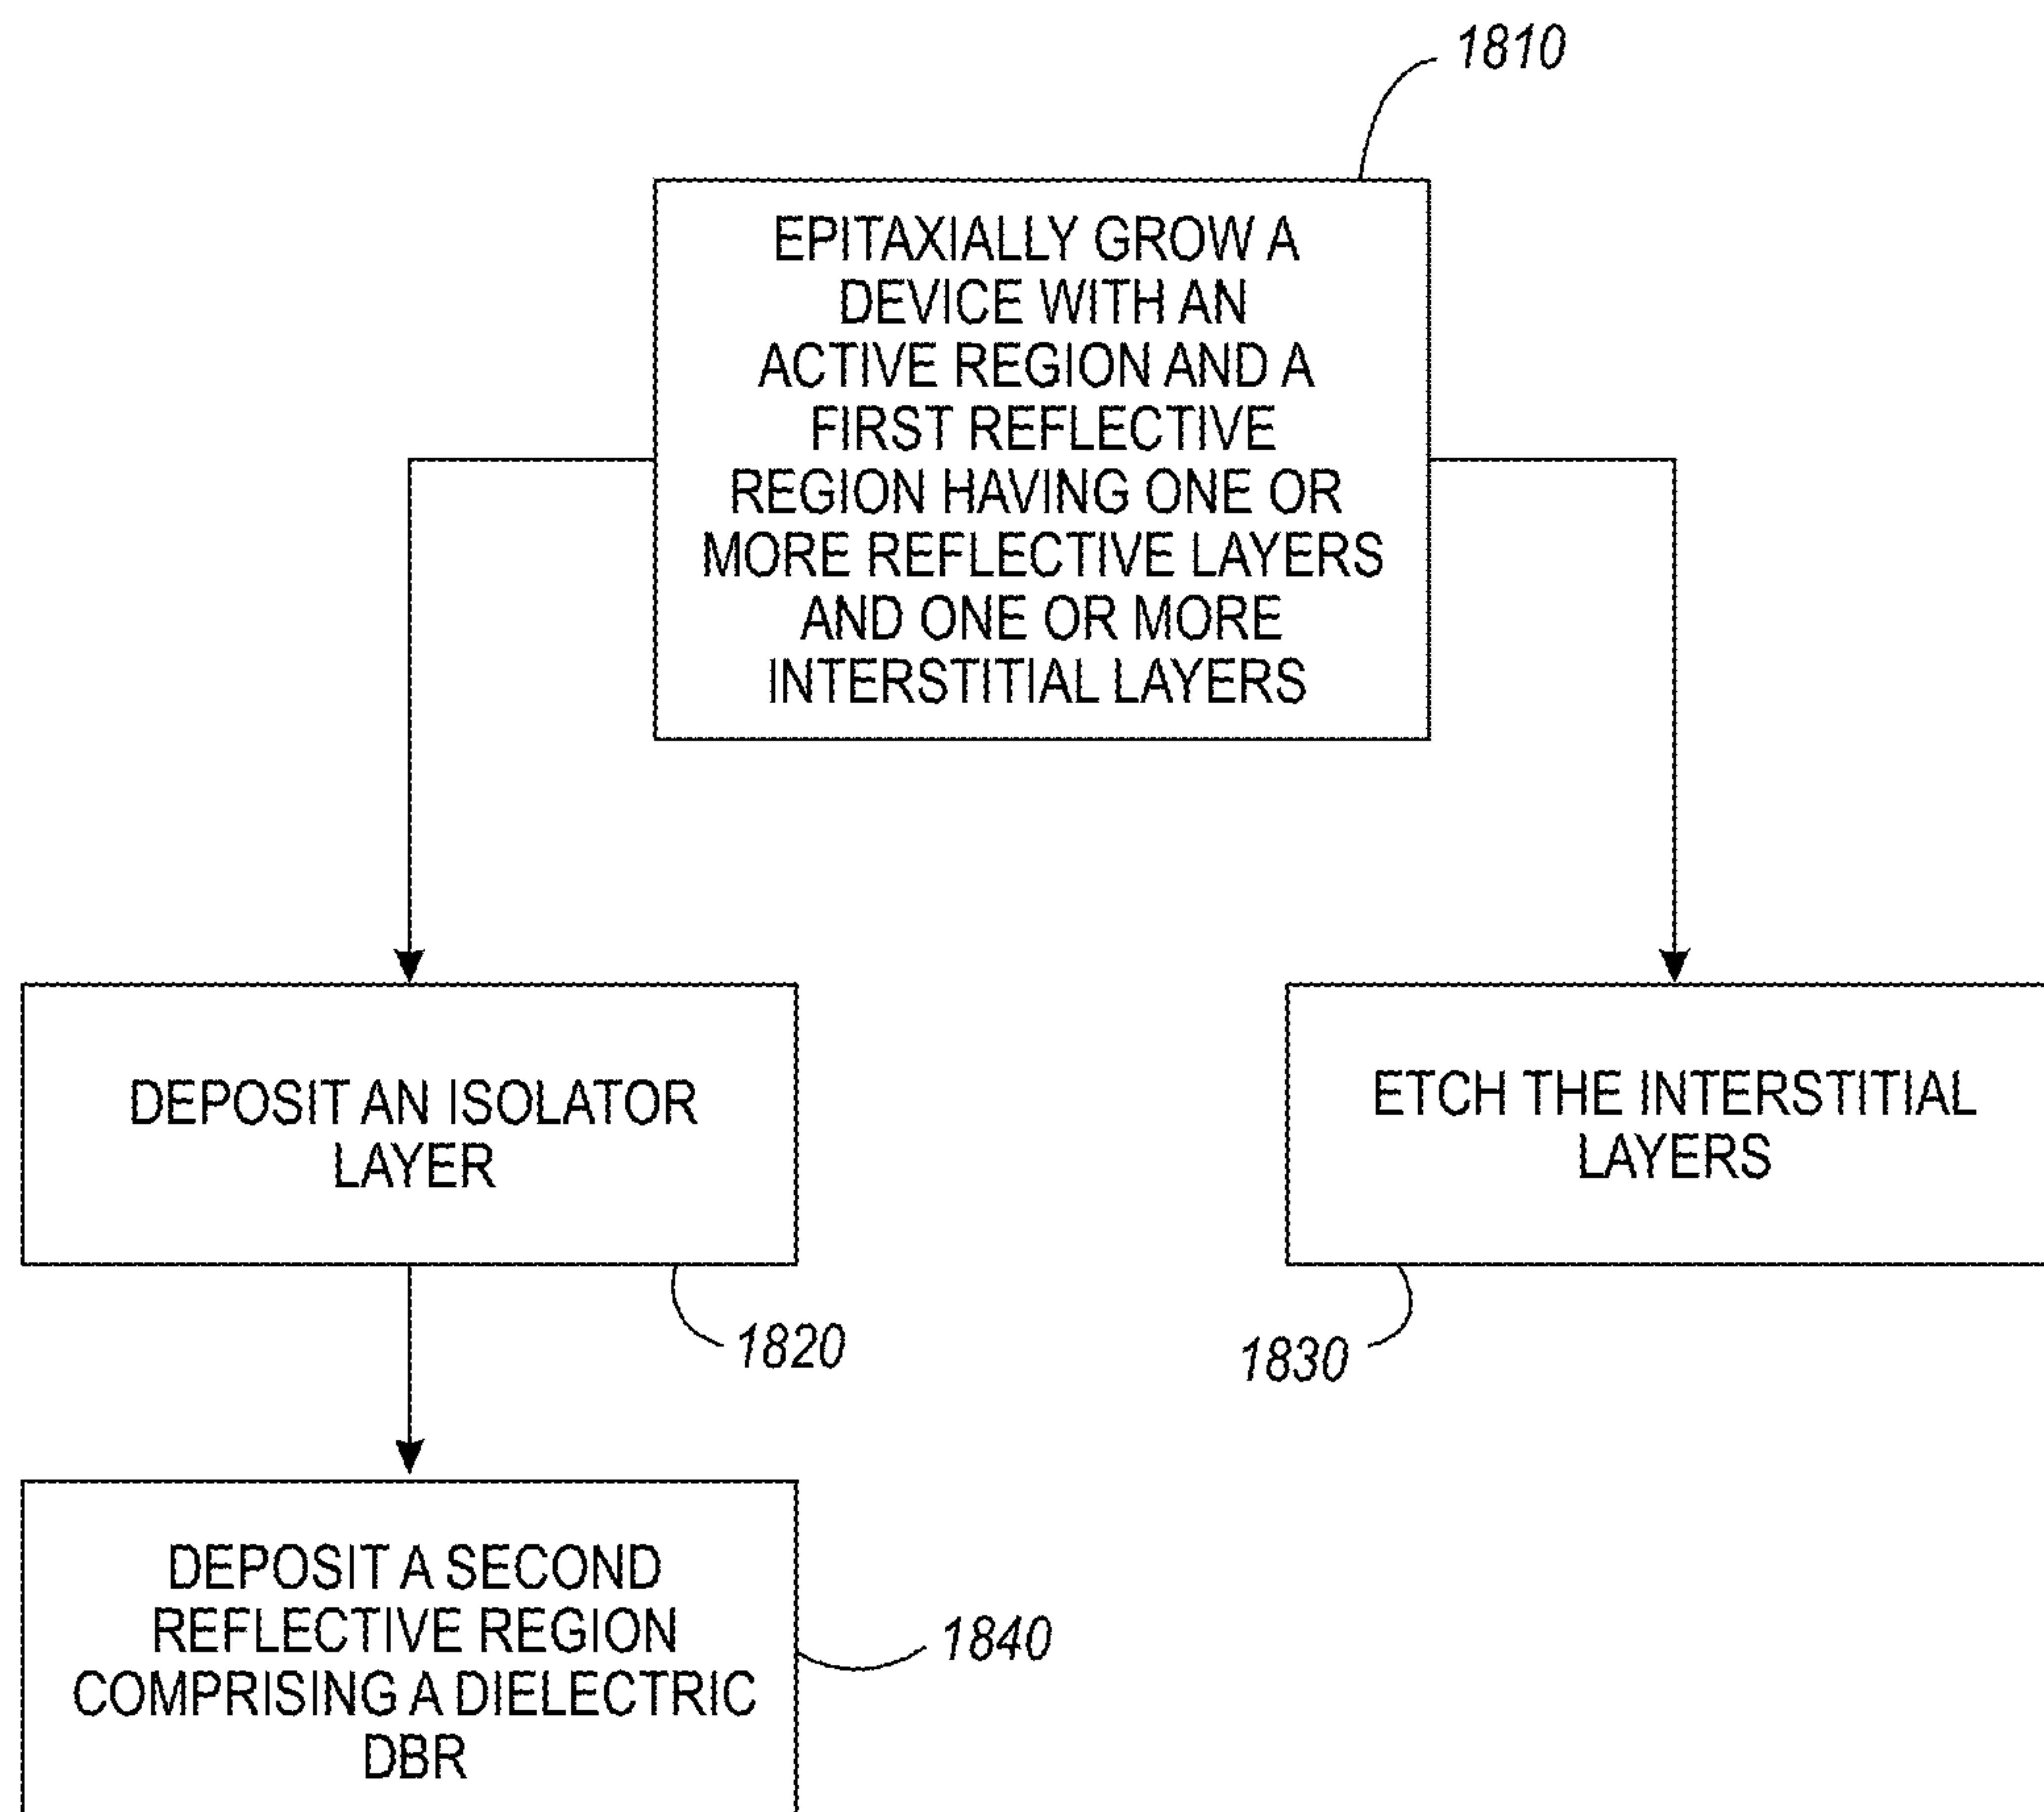 1810
EPITAXIALLY GROW A
DEVICE WITH AN
ACTIVE REGION AND A
FIRST REFLECTIVE
REGION HAVING ONE OR
MORE REFLECTIVE LAYERS
AND ONE OR MORE
INTERSTITIAL LAYERS
DEPOSIT AN ISOLATOR
LAYER
1820
ETCH THE INTERSTITIAL
LAYERS
1830
DEPOSIT A SECOND
REFLECTIVE REGION
COMPRISING A DIELECTRIC
DBR
1840